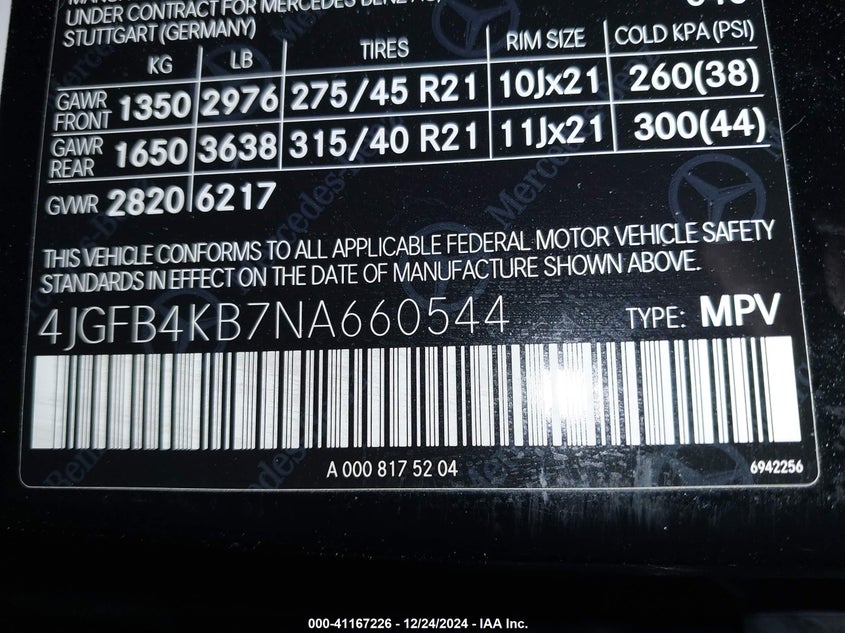 UNDER CONTRACT FOR MERCEDES-BENZ AG,
STUTTGART (GERMANY)
KG LB TIRES RIM SIZE COLD KPA (PSI)
GAWR FRONT 1350 2976 275/45 R21 10Jx21 260(38)
GAWR REAR 1650 3638 315/40 R21 11Jx21 300(44)
GVWR 2820 6217
THIS VEHICLE CONFORMS TO ALL APPLICABLE FEDERAL MOTOR VEHICLE SAFETY
STANDARDS IN EFFECT ON THE DATE OF MANUFACTURE SHOWN ABOVE.
4JGFB4KB7NA660544 TYPE: MPV
A 000 817 52 04 6942256
000-41167226 - 12/24/2024 - IAA Inc.